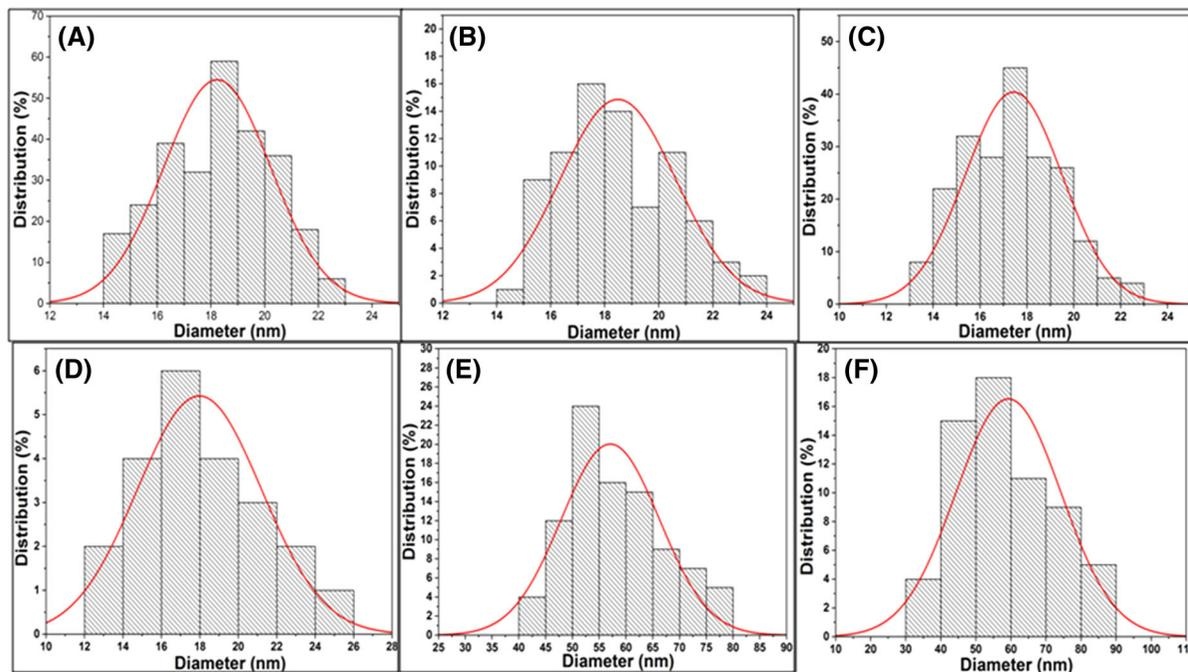 (A)
Distribution (%)
70
60
50
40
30
20
10
0
12 14 16 18 20 22 24
Diameter (nm)
(B)
Distribution (%)
20
18
16
14
12
10
8
6
4
2
0
12 14 16 18 20 22 24
Diameter (nm)
(C)
Distribution (%)
50
40
30
20
10
0
10 12 14 16 18 20 22 24
Diameter (nm)
(D)
Distribution (%)
6
5
4
3
2
1
0
10 12 14 16 18 20 22 24 26 28
Diameter (nm)
(E)
Distribution (%)
30
28
26
24
22
20
18
16
14
12
10
8
6
4
2
0
25 30 35 40 45 50 55 60 65 70 75 80 85 90
Diameter (nm)
(F)
Distribution (%)
20
18
16
14
12
10
8
6
4
2
0
10 20 30 40 50 60 70 80 90 100 11
Diameter (nm)